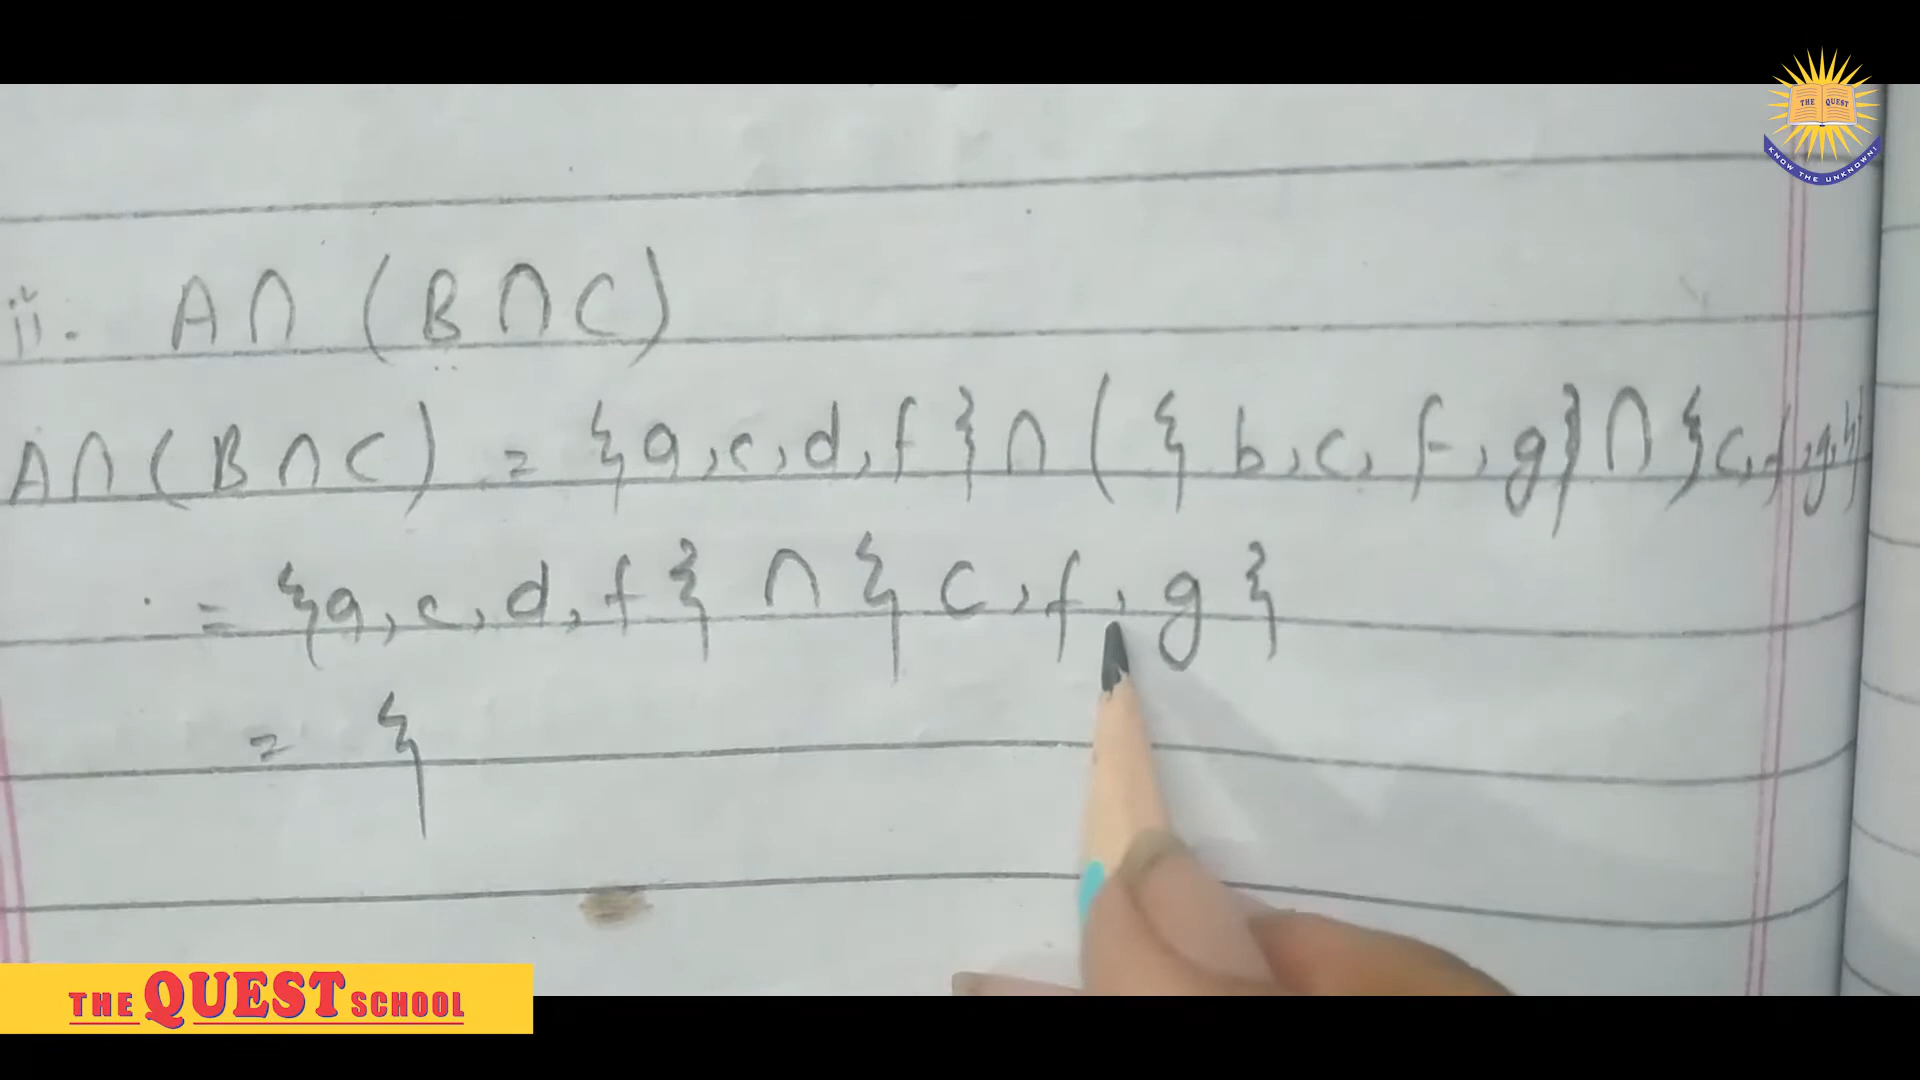 THE QUEST
KNOW THE UNKNOWN!
ii. A∩(B∩C)
A∩(B∩C) = {a,c,d,f}∩({b,c,f,g}∩{c,f,g,h}
= {a,c,d,f}∩{c,f,g}
= {
THE QUEST SCHOOL